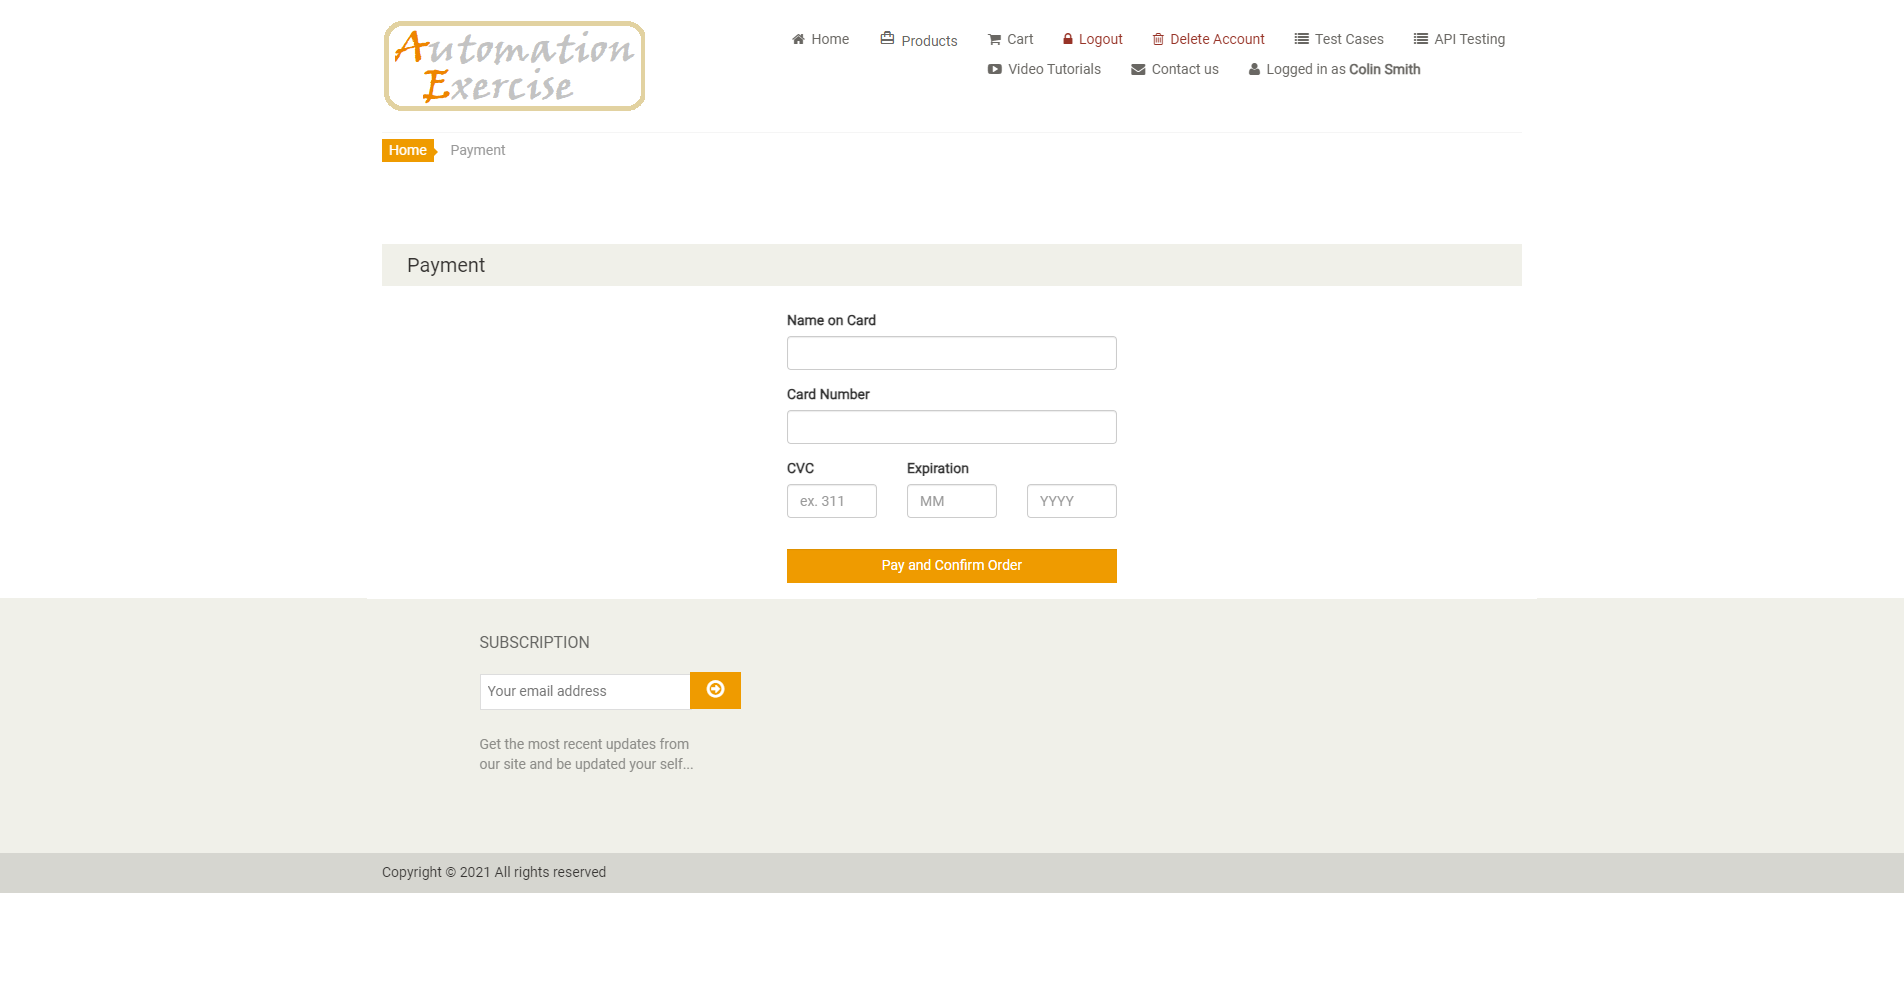 Automation
Exercise
Home
Products
Cart
Logout
Delete Account
Test Cases
API Testing
Video Tutorials
Contact us
Logged in as Colin Smith
Home
Payment
Payment
Name on Card
Card Number
CVC
Expiration
ex. 311
MM
YYYY
Pay and Confirm Order
SUBSCRIPTION
Your email address
Get the most recent updates from
our site and be updated your self...
Copyright © 2021 All rights reserved